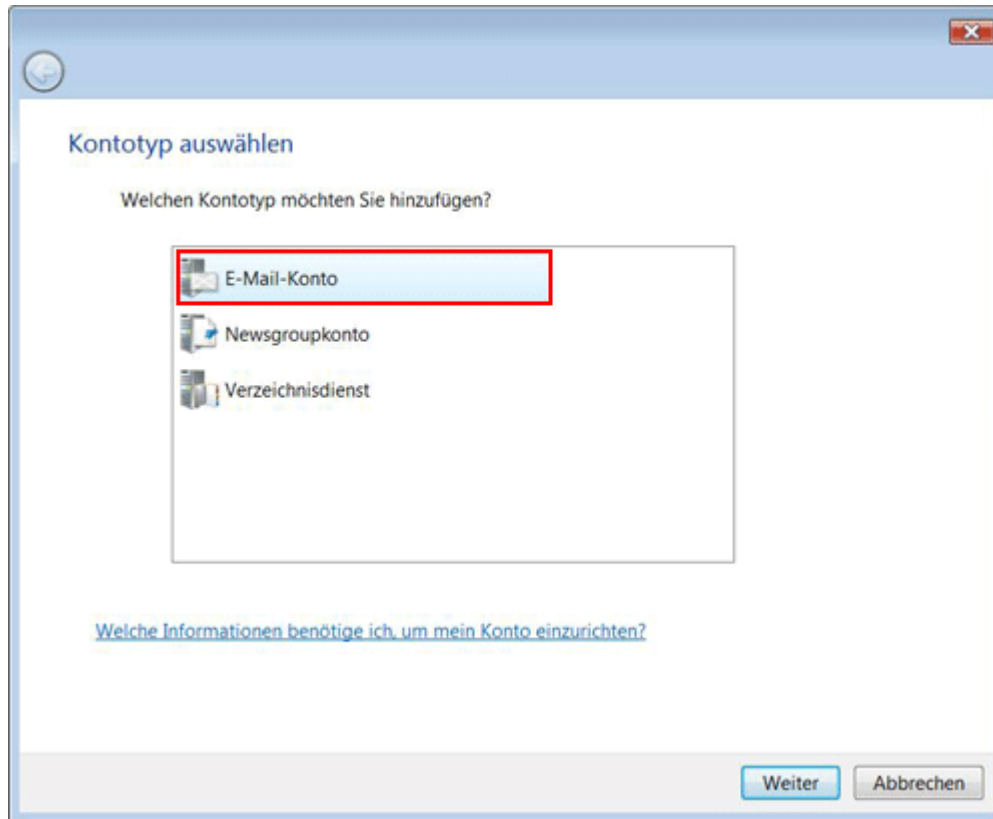 Kontotyp auswählen
Welchen Kontotyp möchten Sie hinzufügen?
E-Mail-Konto
Newsgroupkonto
Verzeichnisdienst
Welche Informationen benötige ich, um mein Konto einzurichten?
Weiter
Abbrechen